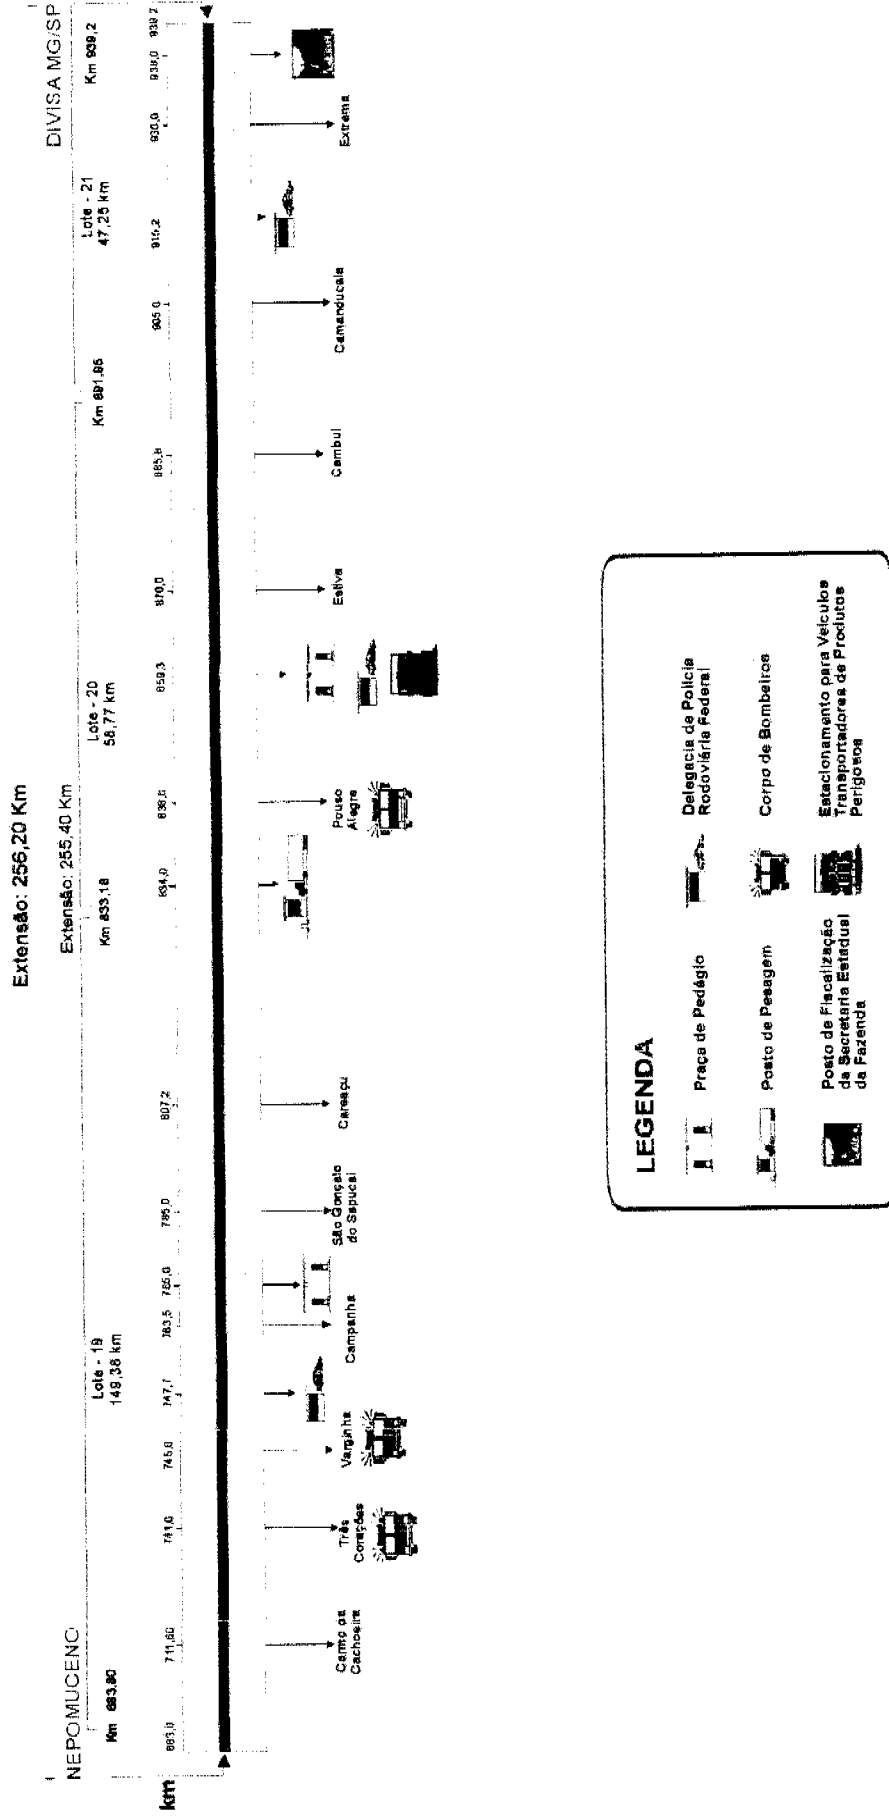 Extensão: 256,20 Km
NEPOMUCENO
DIVISA MG/SP
Extensão: 255,40 Km
Km 683,80
Lote - 19
149,38 km
Km 833,18
Lote - 20
58,77 km
Km 891,95
Lote - 21
47,25 km
Km 939,2
km
683,0
711,60
741,0
745,0
747,7
783,5
785,0
795,0
807,2
834,0
859,3
870,0
885,8
905,0
915,2
930,0
938,0
939,2
Carmo da
Cachoeira
Três
Corações
Varginha
Campanha
São Gonçalo
do Sapucaí
Careaçu
Pouso
Alegre
Estiva
Cambuí
Camanducaia
Extrema
LEGENDA
Praça de Pedágio
Delegacia de Polícia
Rodoviária Federal
Posto de Pesagem
Corpo de Bombeiros
Posto de Fiscalização
da Secretaria Estadual
da Fazenda
Estacionamento para Veículos
Transportadores de Produtos
Perigosos